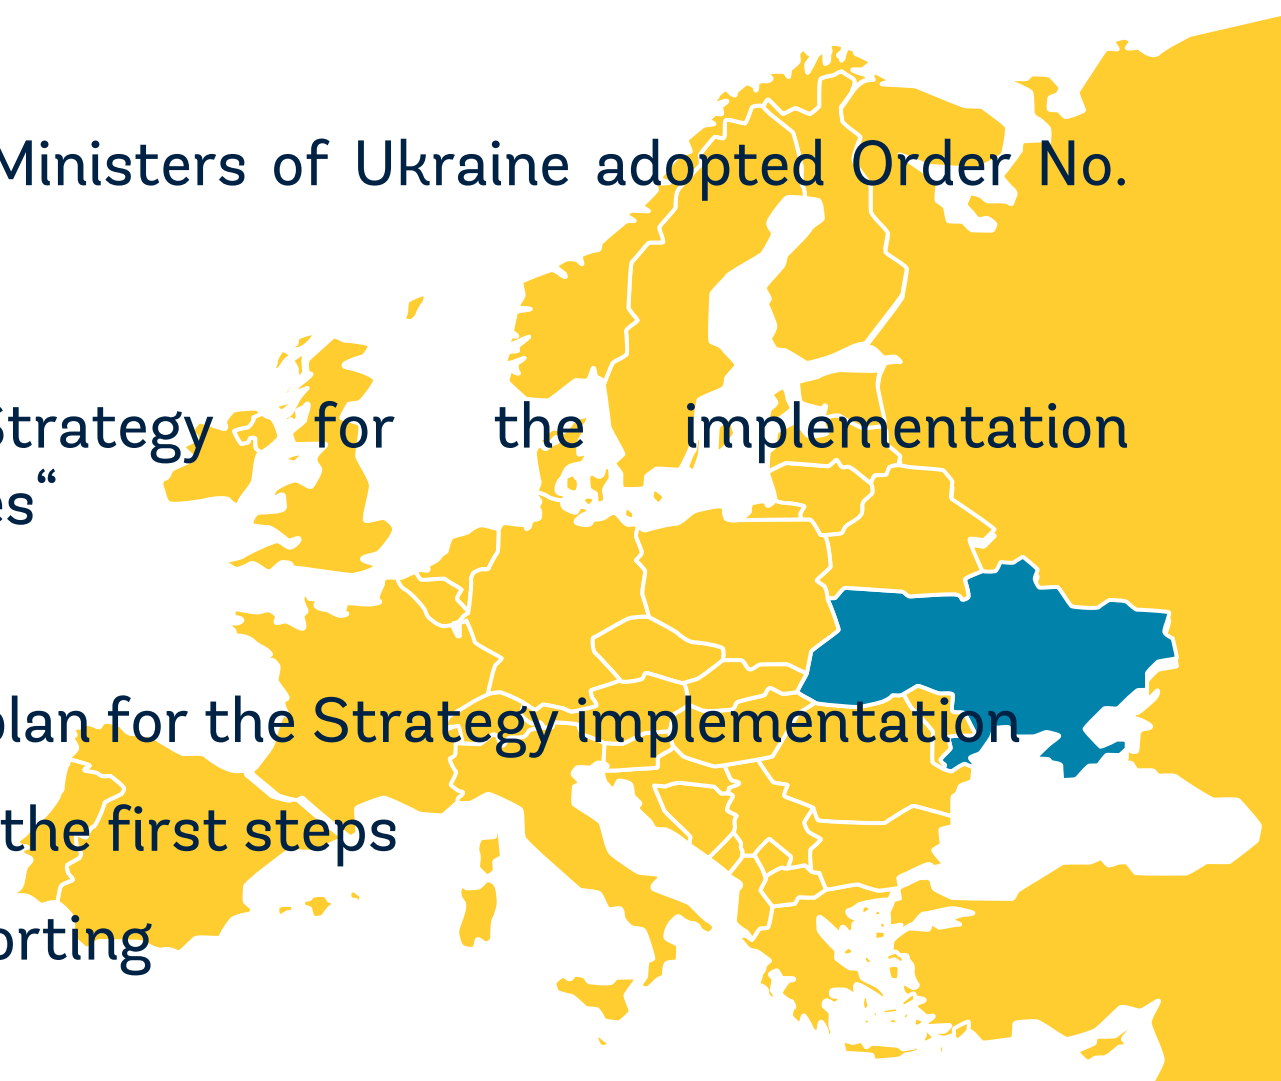 Ministers of Ukraine adopted Order No.
Strategy for the implementation
es“
plan for the Strategy implementation
the first steps
orting